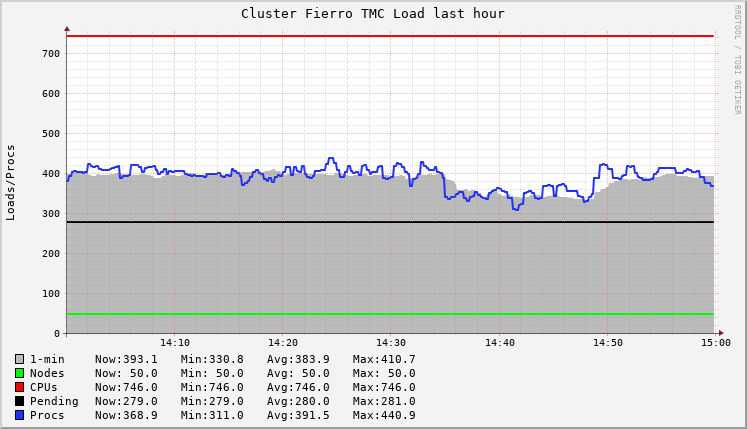 Cluster Fierro TMC Load last hour
RRDTOOL / TOBI OETIKER
Loads/Procs
700
600
500
400
300
200
100
0
14:10 14:20 14:30 14:40 14:50 15:00
1-min Now:393.1 Min:330.8 Avg:383.9 Max:410.7
Nodes Now: 50.0 Min: 50.0 Avg: 50.0 Max: 50.0
CPUs Now:746.0 Min:746.0 Avg:746.0 Max:746.0
Pending Now:279.0 Min:279.0 Avg:280.0 Max:281.0
Procs Now:368.9 Min:311.0 Avg:391.5 Max:440.9